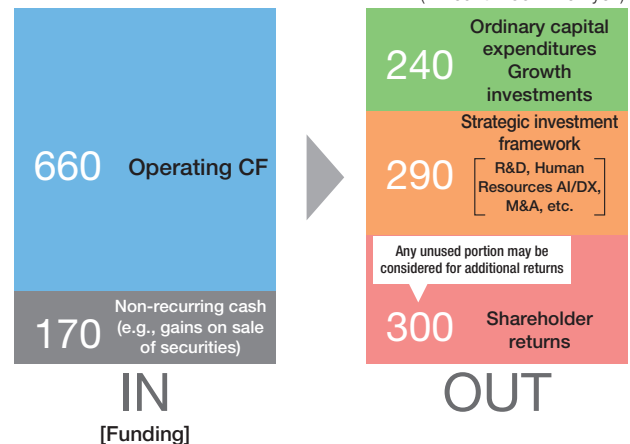 660 Operating CF
170
Non-recurring cash
(e.g., gains on sale
of securities)
IN
[Funding]
240
Ordinary capital
expenditures
Growth
investments
290
Strategic investment
framework
R&D, Human
Resources AI/DX,
M&A, etc.
Any unused portion may be
considered for additional returns
300
Shareholder
returns
OUT